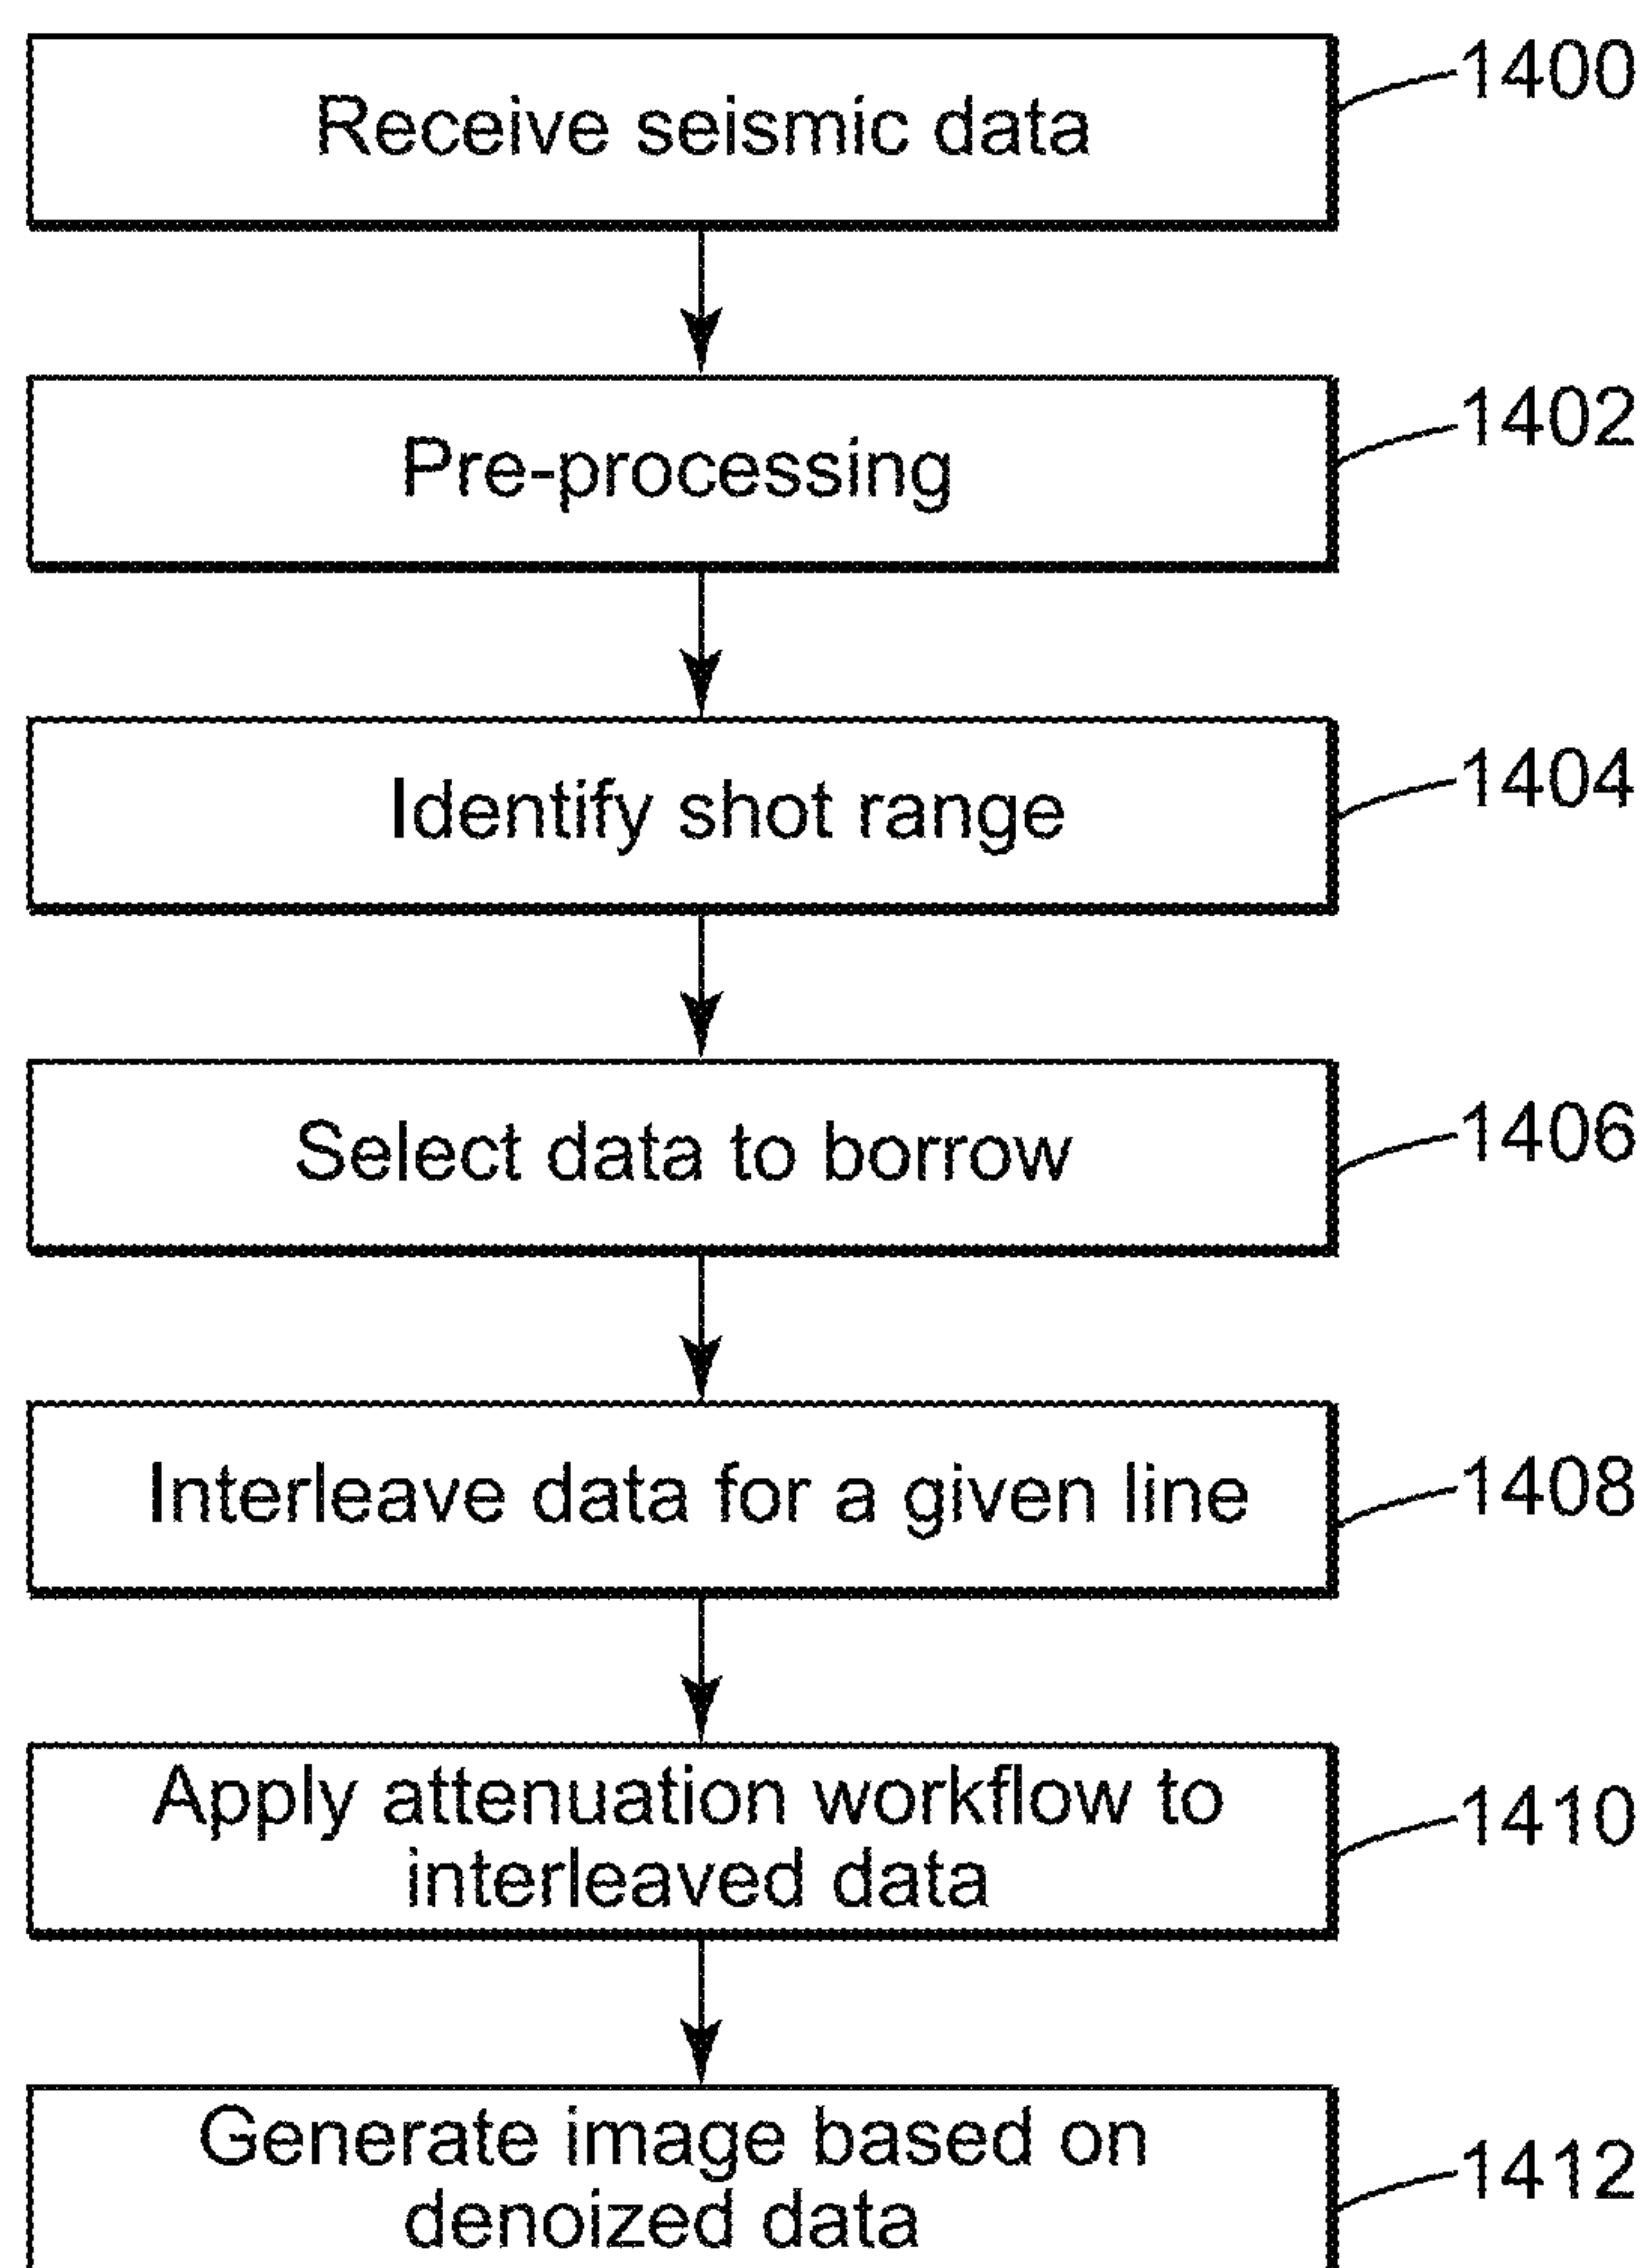 Receive seismic data
1400
Pre-processing
1402
Identify shot range
1404
Select data to borrow
1406
Interleave data for a given line
1408
Apply attenuation workflow to
interleaved data
1410
Generate image based on
denoized data
1412